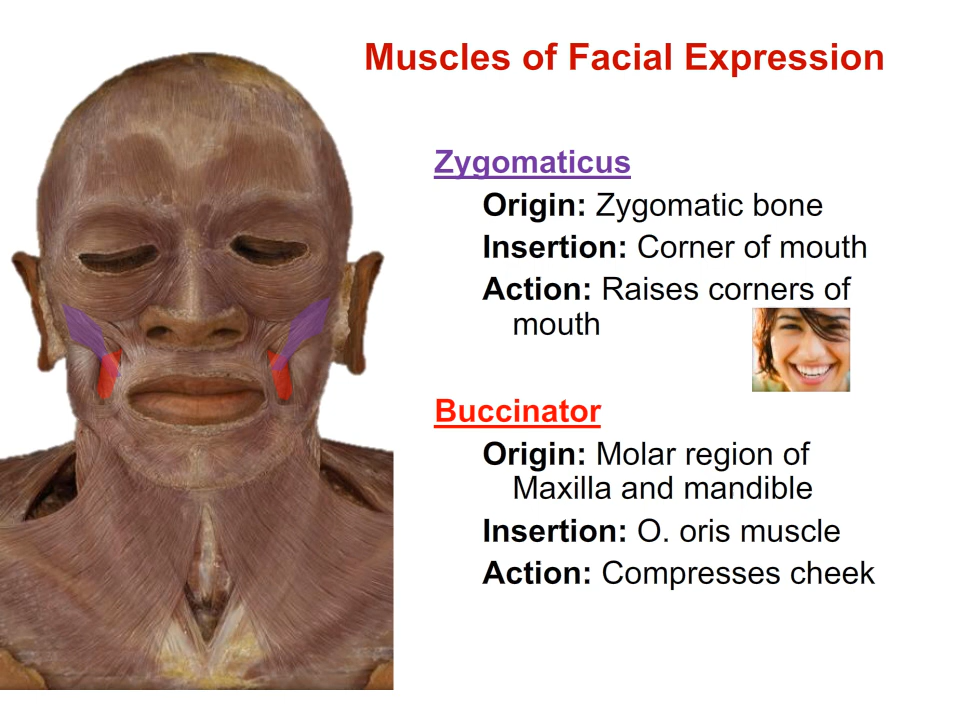 Muscles of Facial Expression
Zygomaticus
Origin: Zygomatic bone
Insertion: Corner of mouth
Action: Raises corners of
mouth
Buccinator
Origin: Molar region of
Maxilla and mandible
Insertion: O. oris muscle
Action: Compresses cheek